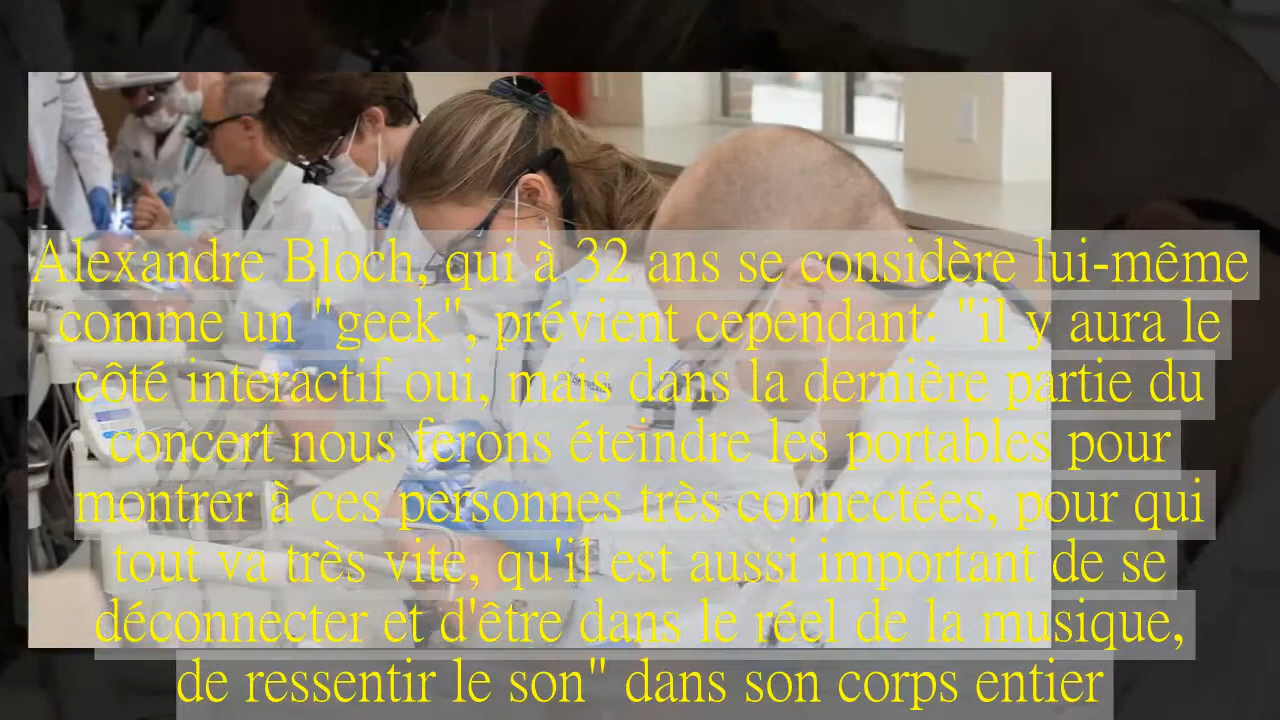 Alexandre Bloch, qui à 32 ans se considère lui-même
comme un "geek", prévient cependant: "il y aura le
côté interactif oui, mais dans la dernière partie du
concert nous ferons éteindre les portables pour
montrer à ces personnes très connectées, pour qui
tout va très vite, qu'il est aussi important de se
déconnecter et d'être dans le réel de la musique,
de ressentir le son" dans son corps entier